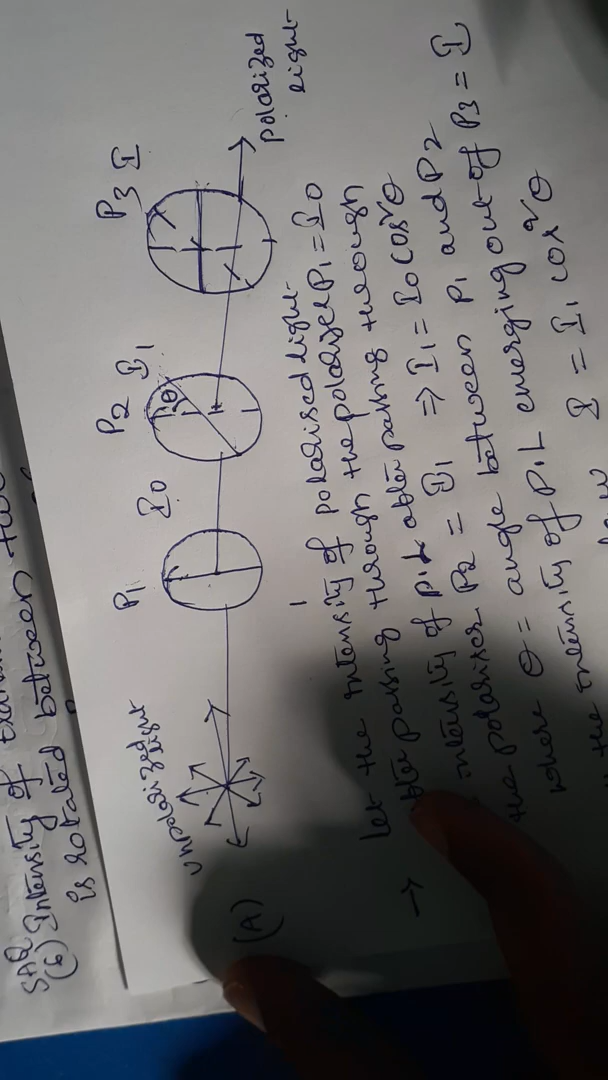 SAQ
(6) Intensity of
is rotated between two
unpolarized light
P1
I0
P2 I1
θ
P3 I
polarized
light
(A)
→ Let the intensity of polarised light
after passing through the polariser P1 = I0
intensity of P.L after passing through
the polariser P2 = I1 ⇒ I1 = I0 cos²θ
where θ = angle between P1 and P2
the intensity of P.L emerging out of P3 = I
I = I1 cos²θ